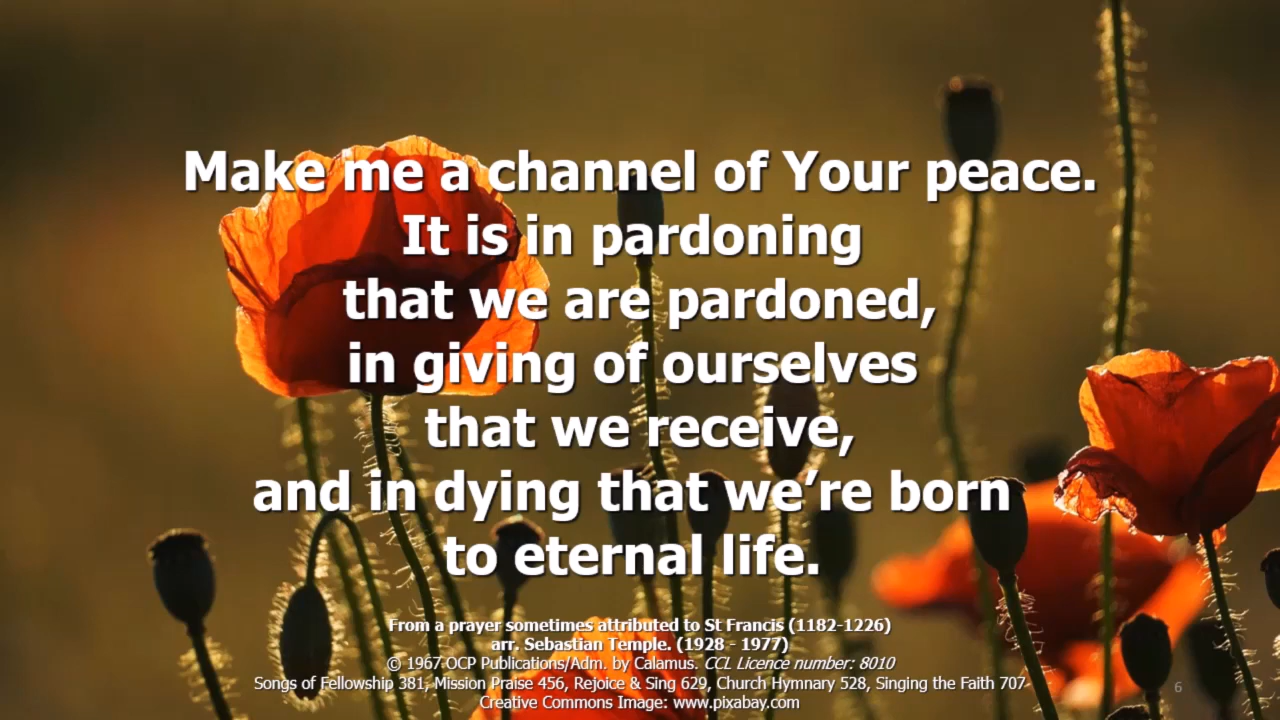 Make me a channel of Your peace.
It is in pardoning
that we are pardoned,
in giving of ourselves
that we receive,
and in dying that we’re born
to eternal life.
From a prayer sometimes attributed to St Francis (1182-1226)
arr. Sebastian Temple. (1928 - 1977)
© 1967 OCP Publications/Adm. by Calamus. CCL Licence number: 8010
Songs of Fellowship 381, Mission Praise 456, Rejoice & Sing 629, Church Hymnary 528, Singing the Faith 707
Creative Commons Image: www.pixabay.com
6